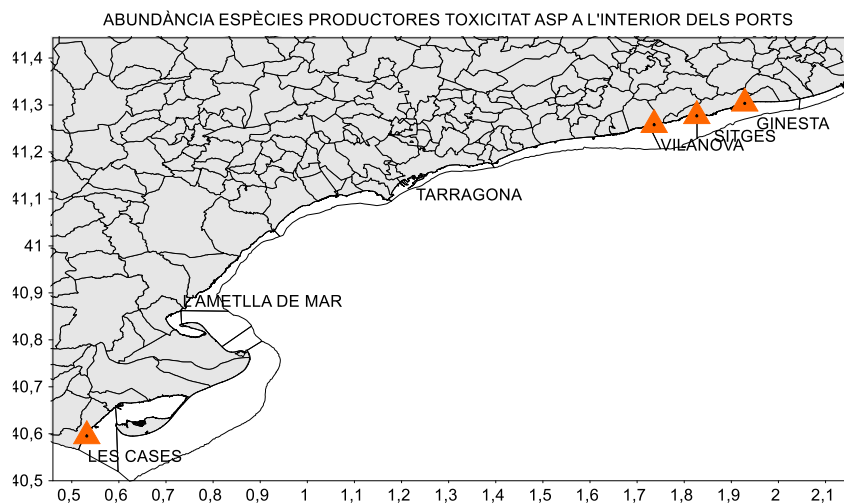 ABUNDÀNCIA ESPÈCIES PRODUCTORES TOXICITAT ASP A L'INTERIOR DELS PORTS
41,4
41,3
GINESTA
SITGES
VILANOVA
41,2
41,1
TARRAGONA
41
40,9
L'AMETLLA DE MAR
40,8
40,7
40,6
LES CASES
40,5
0,5 0,6 0,7 0,8 0,9 1 1,1 1,2 1,3 1,4 1,5 1,6 1,7 1,8 1,9 2 2,1